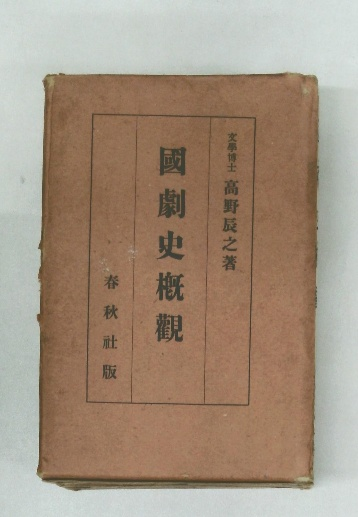 文學博士 高野辰之著
國劇史概觀
春秋社版